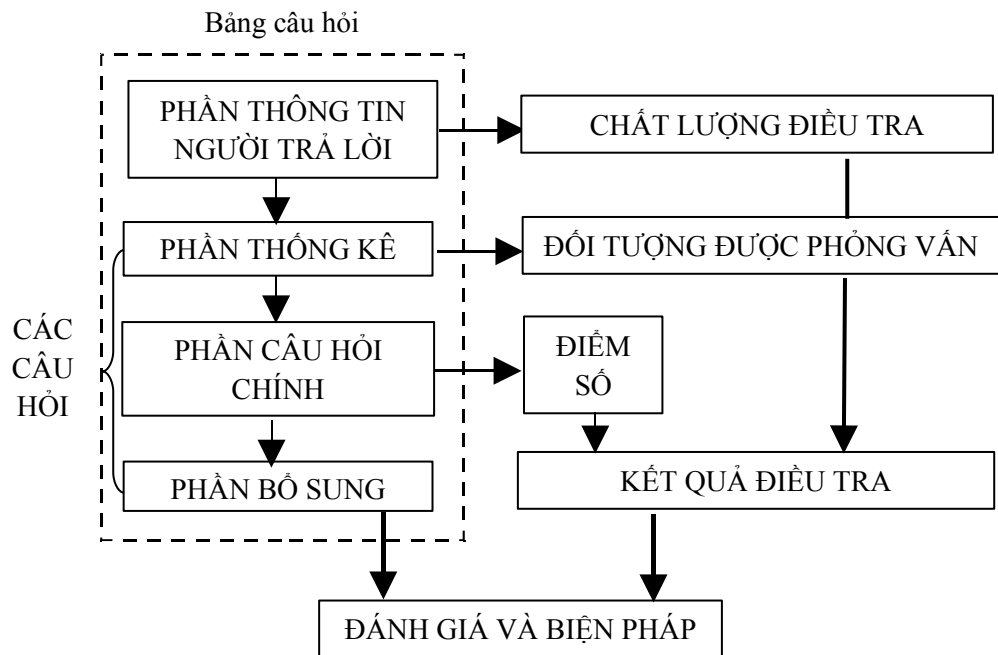 Bảng câu hỏi
PHẦN THÔNG TIN
NGƯỜI TRẢ LỜI
CHẤT LƯỢNG ĐIỀU TRA
PHẦN THỐNG KÊ
ĐỐI TƯỢNG ĐƯỢC PHỎNG VẤN
CÁC
CÂU
HỎI
PHẦN CÂU HỎI
CHÍNH
ĐIỂM
SỐ
PHẦN BỔ SUNG
KẾT QUẢ ĐIỀU TRA
ĐÁNH GIÁ VÀ BIỆN PHÁP